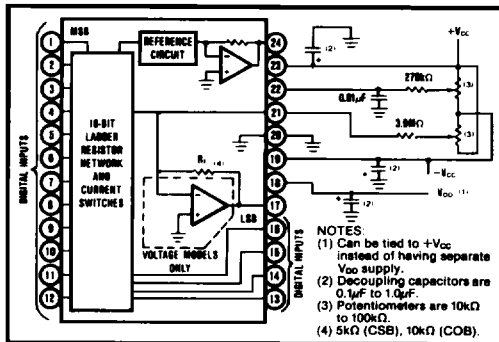 MSB
REFERENCE CIRCUIT
16-BIT LADDER RESISTOR NETWORK AND CURRENT SWITCHES
DIGITAL INPUTS
1
2
3
4
5
6
7
8
9
10
11
12
24
23
22
21
20
19
18
17
16
15
14
13
(2)
+VCC
270kΩ
(3)
0.01µF
3.9MΩ
(3)
(2)
-VCC
VDD (1)
(2)
Rf (4)
LSB
VOLTAGE MODELS ONLY
DIGITAL INPUTS
NOTES:
(1) Can be tied to +VCC
instead of having separate
VDD supply.
(2) Decoupling capacitors are
0.1µF to 1.0µF.
(3) Potentiometers are 10kΩ
to 100kΩ.
(4) 5kΩ (CSB), 10kΩ (COB).